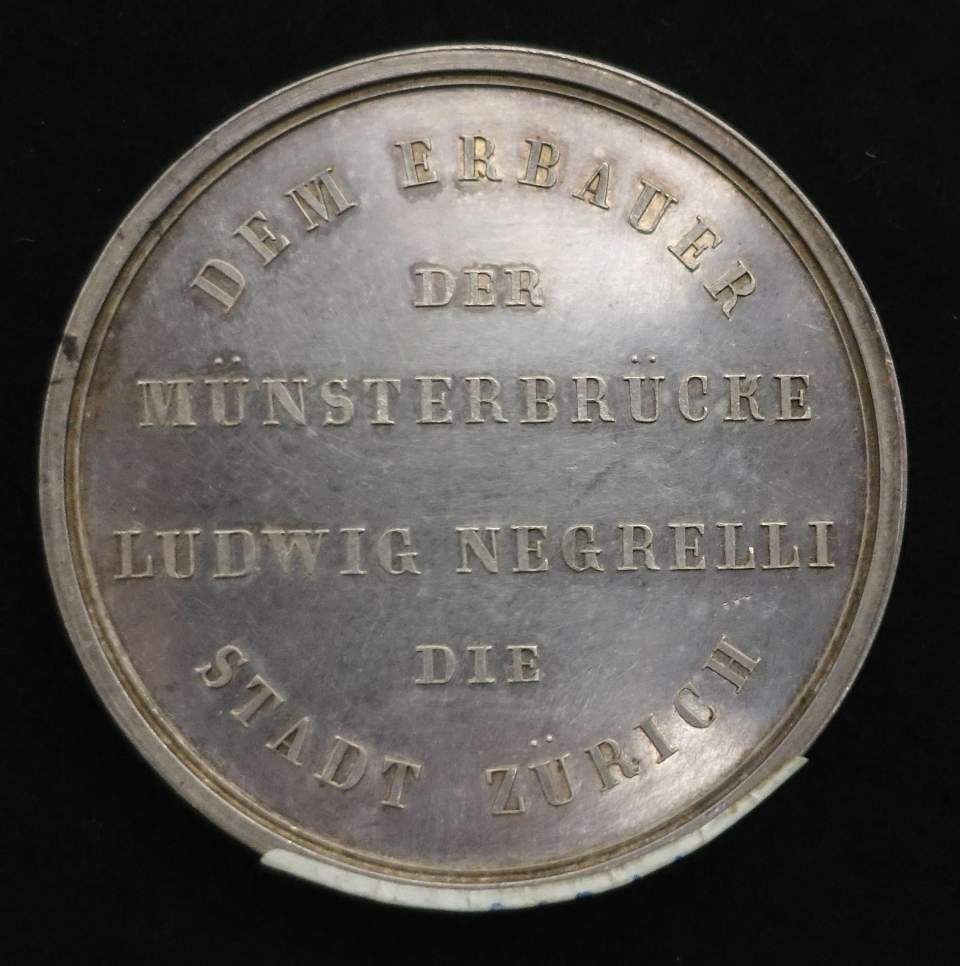 DEM ERBAUER
DER
MÜNSTERBRÜCKE
LUDWIG NEGRELLI
DIE
STADT ZÜRICH